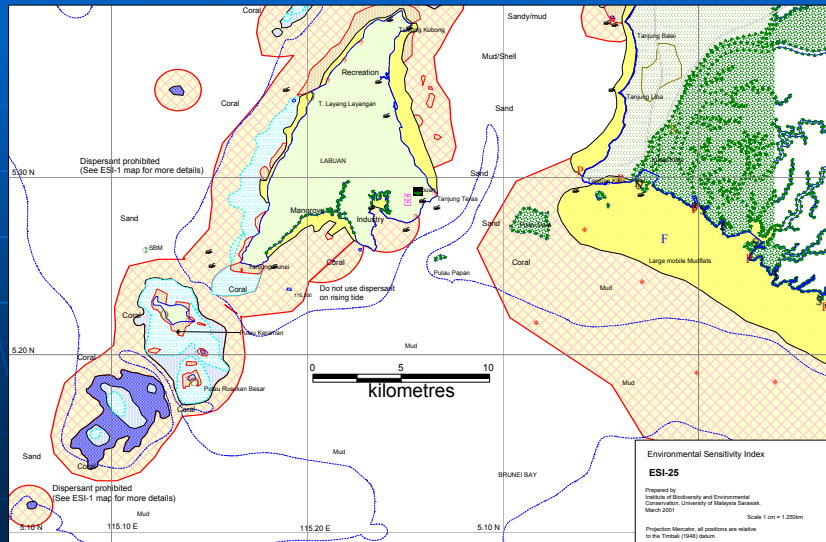 Coral
Sandy/mud
Tanjung Kubong
Tanjung Batai
Mud/Shell
Recreation
Coral
Coral
T. Layang Layangan
Sand
Tanjung Liba
Dispersant prohibited
(See ESI-1 map for more details)
LABUAN
5.30 N
Sand
Tanjung Teras
Mangrove
Industry
Sand
Sand
F
SBM
Large mobile Mudflats
Coral
Coral
Pulau Papan
Coral
Do not use dispersant
on rising tide
Mud
Coral
Pulau Keraman
Mud
5.20 N
Coral
0
5
10
kilometres
Mud
Pulau Rusukan Besar
Coral
Mud
Sand
Coral
BRUNEI BAY
Dispersant prohibited
(See ESI-1 map for more details)
Mud
5.10 N
115.10 E
115.20 E
5.10 N
Environmental Sensitivity Index
ESI-25
Prepared by
Institute of Biodiversity and Environmental
Conservation, University of Malaysia Sarawak.
March 2001
Scale 1 cm = 1.250km
Projection Mercator, all positions are relative
to the Timbali (1948) datum.